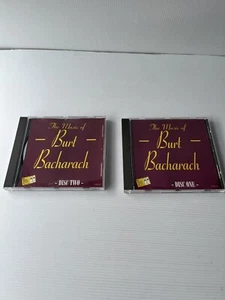 The Music of
Burt
Bacharach
- DISC TWO -
The Music of
Burt
Bacharach
- DISC ONE -